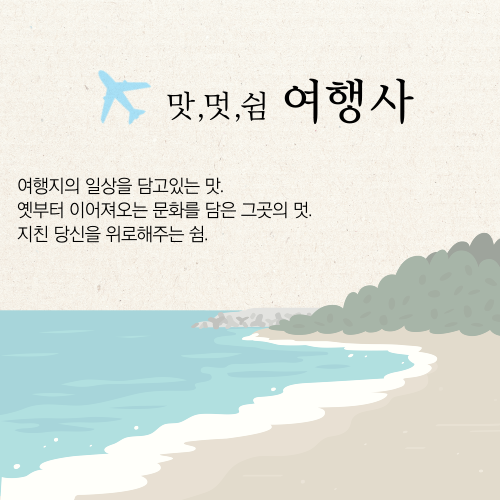 맛,멋,쉼 여행사
여행지의 일상을 담고있는 맛.
옛부터 이어져오는 문화를 담은 그곳의 멋.
지친 당신을 위로해주는 쉼.